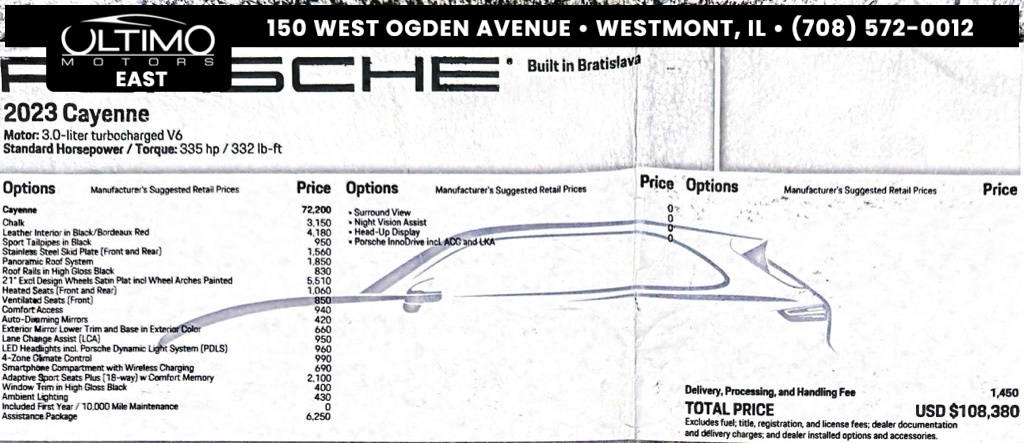 ULTIMO
MOTORS
EAST
150 WEST OGDEN AVENUE • WESTMONT, IL • (708) 572-0012
Built in Bratislava
2023 Cayenne
Motor: 3.0-liter turbocharged V6
Standard Horsepower / Torque: 335 hp / 332 lb-ft
Options Manufacturer's Suggested Retail Prices Price
Cayenne 72,200
Chalk 3,150
Leather Interior in Black/Bordeaux Red 4,180
Sport Tailpipes in Black 950
Stainless Steel Skid Plate (Front and Rear) 1,560
Panoramic Roof System 1,850
Roof Rails in High Gloss Black 830
21" Excl Design Wheels Satin Plat incl Wheel Arches Painted 5,510
Heated Seats (Front and Rear) 1,060
Ventilated Seats (Front) 850
Comfort Access 940
Auto-Dimming Mirrors 420
Exterior Mirror Lower Trim and Base in Exterior Color 660
Lane Change Assist (LCA) 950
LED Headlights incl. Porsche Dynamic Light System (PDLS) 960
4-Zone Climate Control 990
Smartphone Compartment with Wireless Charging 690
Adaptive Sport Seats Plus (18-way) w Comfort Memory 2,100
Window Trim in High Gloss Black 400
Ambient Lighting 430
Included First Year / 10,000 Mile Maintenance 0
Assistance Package 6,250
Options Manufacturer's Suggested Retail Prices Price
• Surround View 0
• Night Vision Assist 0
• Head-Up Display 0
• Porsche InnoDrive incl. ACC and LKA 0
Options Manufacturer's Suggested Retail Prices Price
Delivery, Processing, and Handling Fee 1,450
TOTAL PRICE USD $108,380
Excludes fuel; title, registration, and license fees; dealer documentation
and delivery charges; and dealer installed options and accessories.